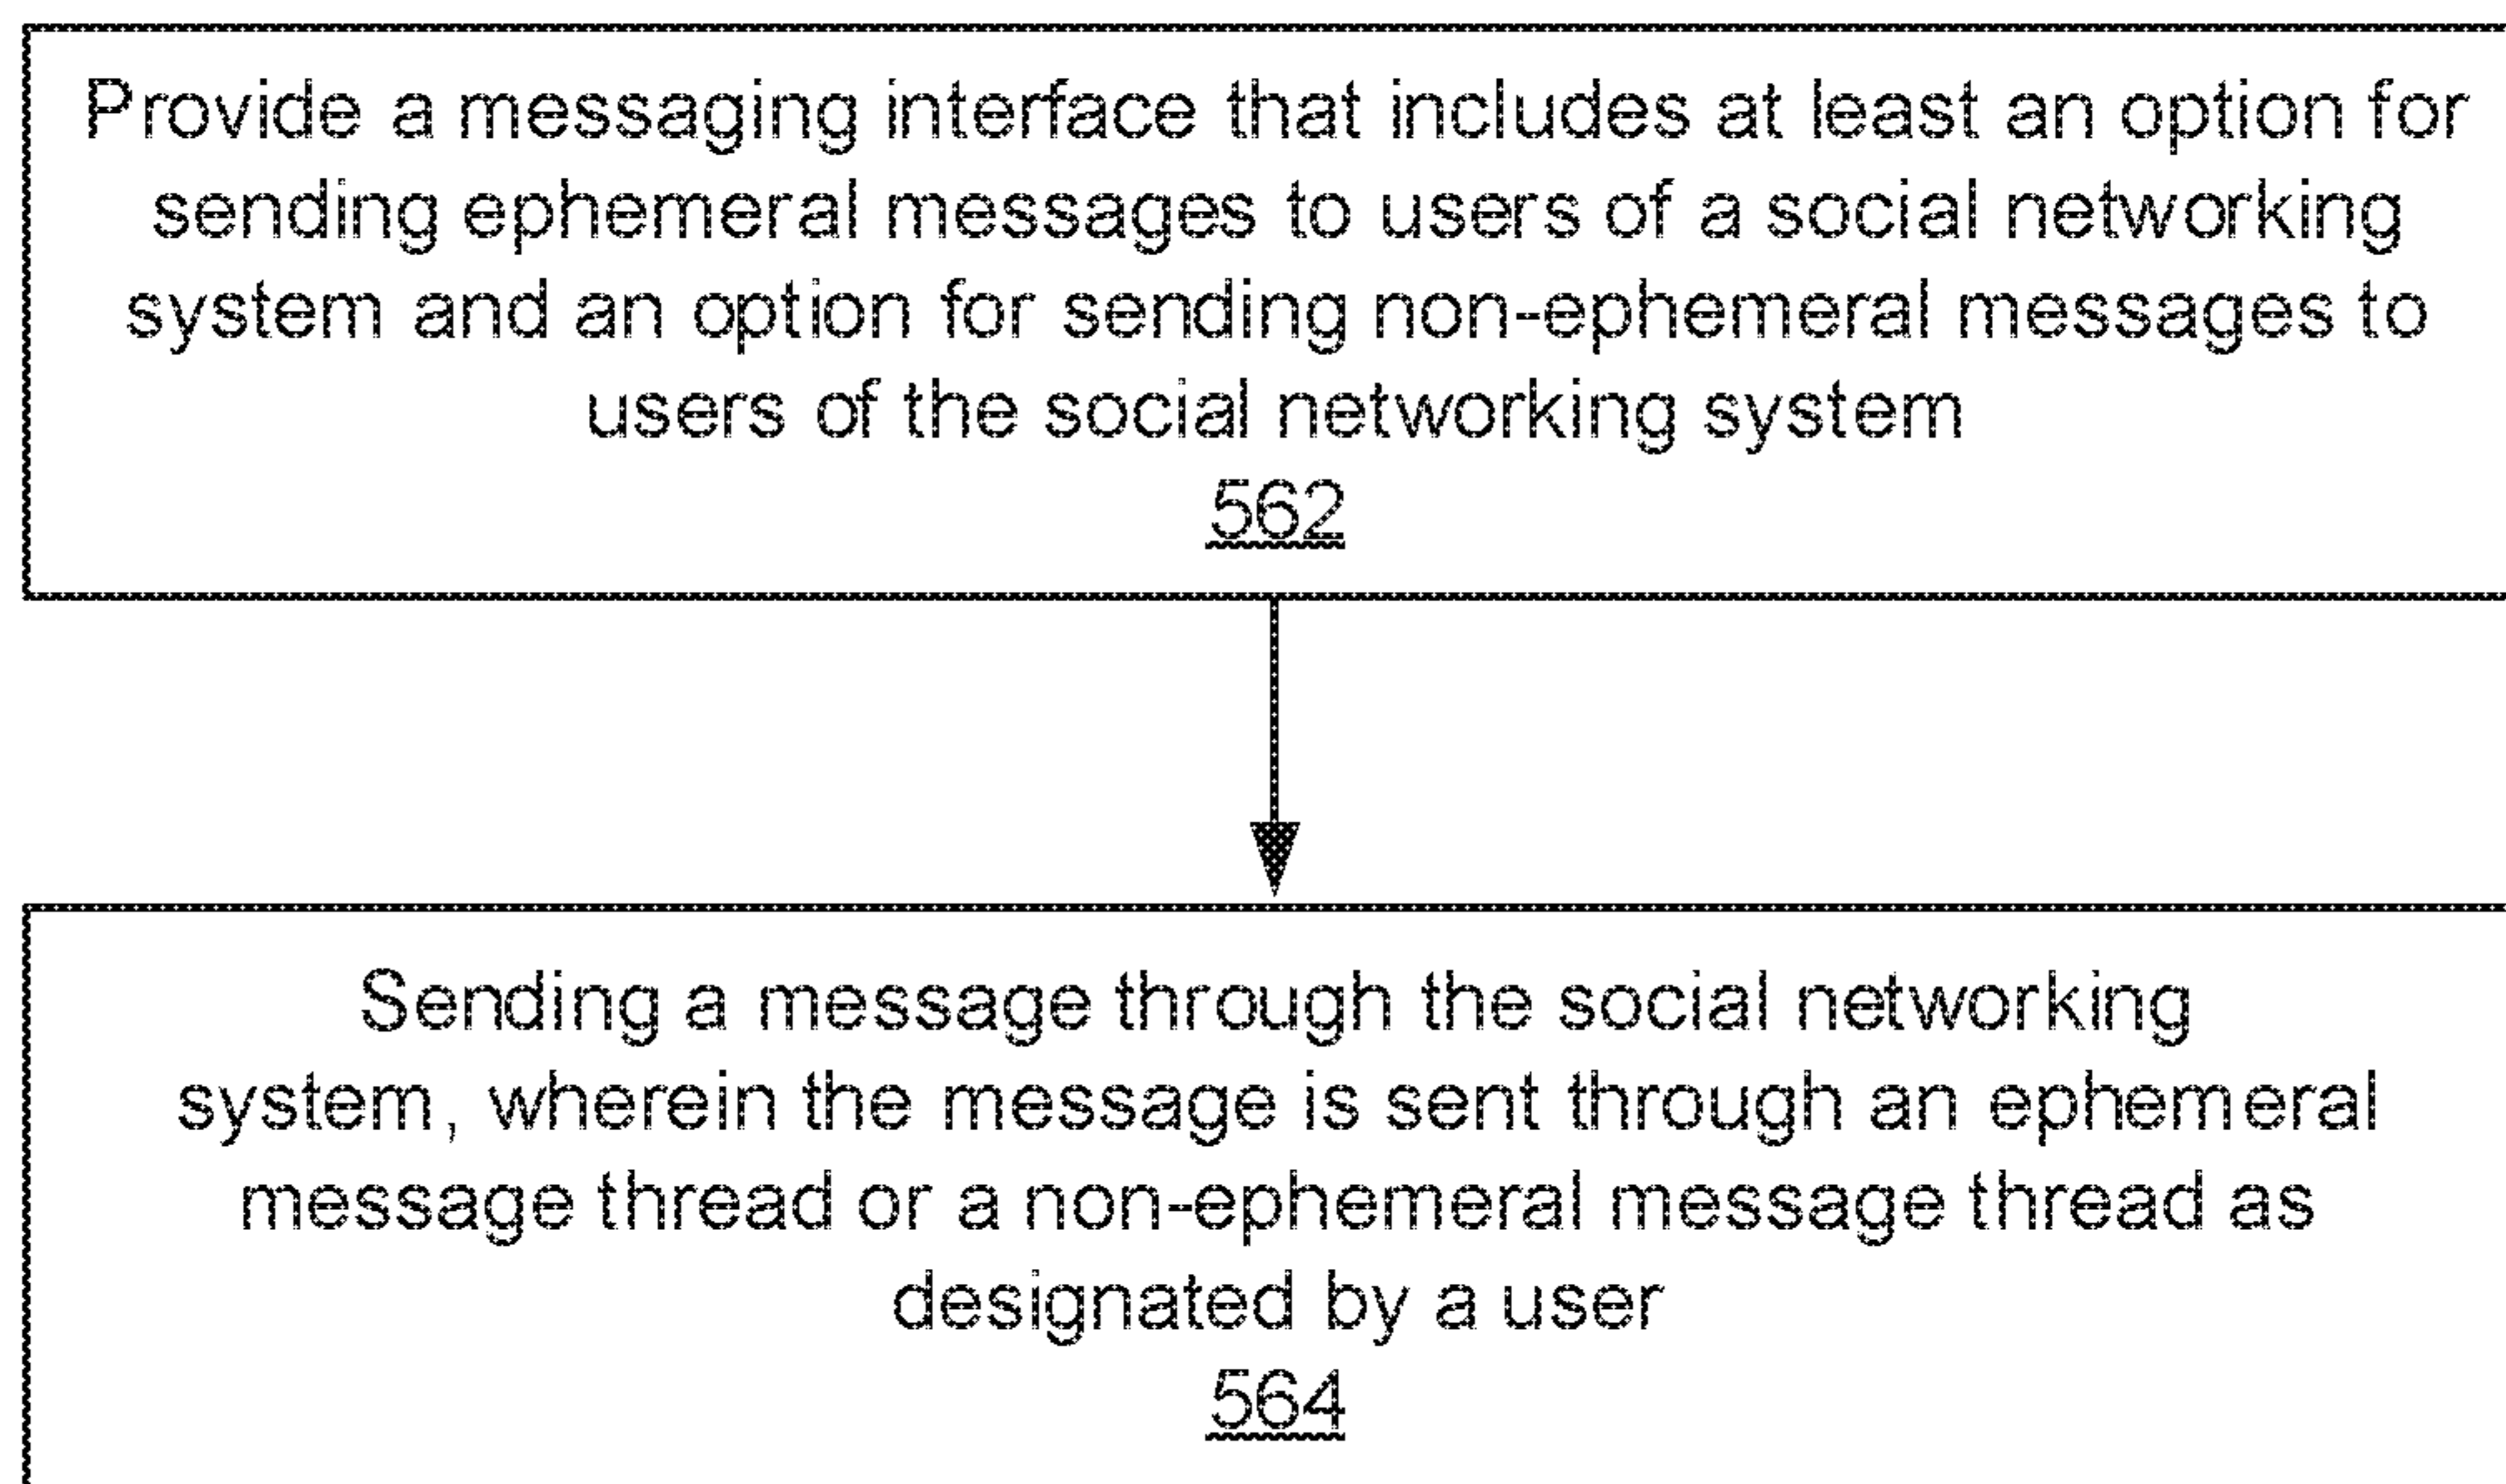 Provide a messaging interface that includes at least an option for
sending ephemeral messages to users of a social networking
system and an option for sending non-ephemeral messages to
users of the social networking system
562
Sending a message through the social networking
system, wherein the message is sent through an ephemeral
message thread or a non-ephemeral message thread as
designated by a user
564